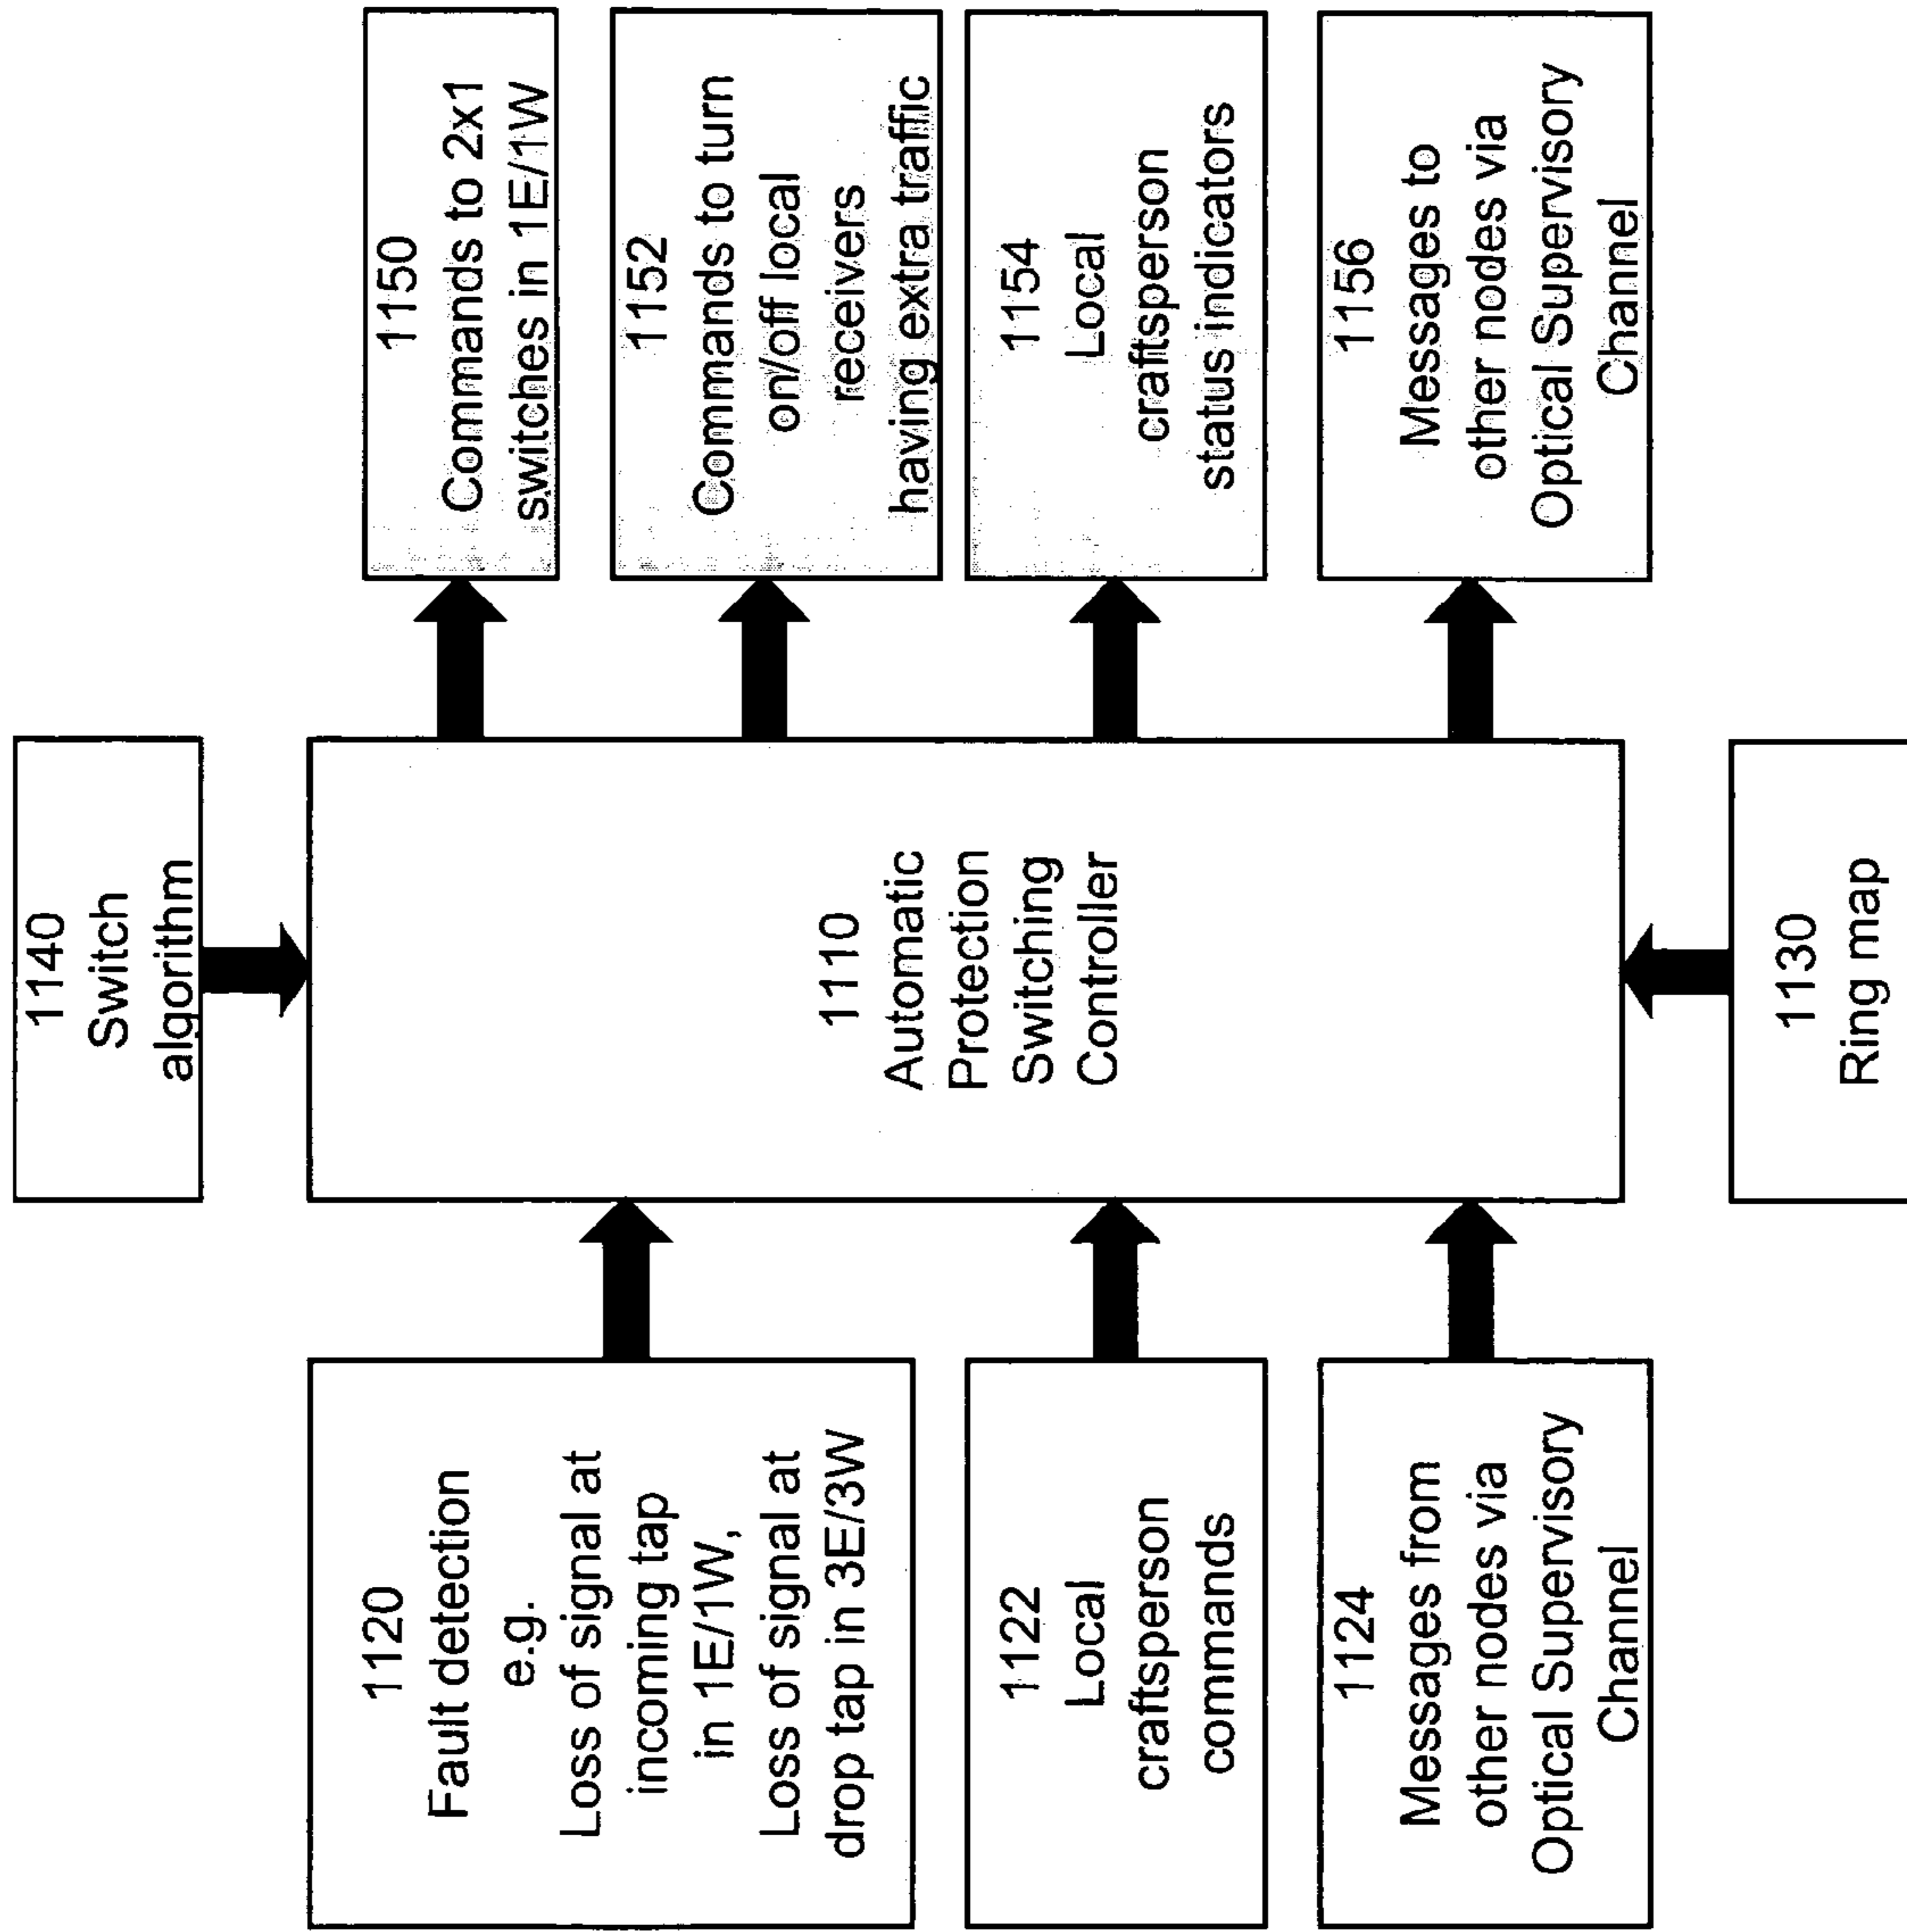 1140
Switch
algorithm
1120
Fault detection
e.g.
Loss of signal at
incoming tap
in 1E/1W,
Loss of signal at
drop tap in 3E/3W
1122
Local
craftsperson
commands
1124
Messages from
other nodes via
Optical Supervisory
Channel
1110
Automatic
Protection
Switching
Controller
1150
Commands to 2x1
switches in 1E/1W
1152
Commands to turn
on/off local
receivers
having extra traffic
1154
Local
craftsperson
status indicators
1156
Messages to
other nodes via
Optical Supervisory
Channel
1130
Ring map